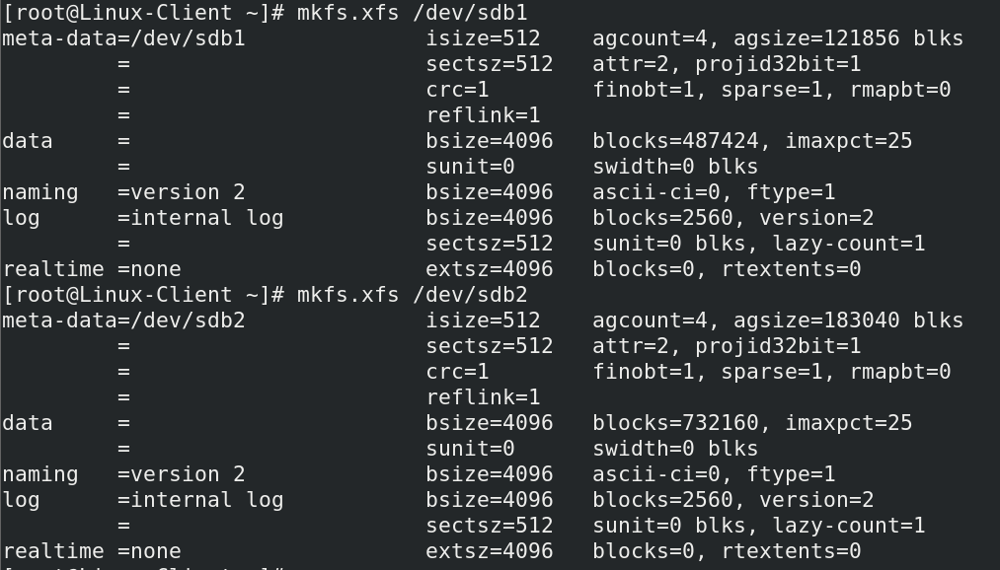 [root@Linux-Client ~]# mkfs.xfs /dev/sdb1
meta-data=/dev/sdb1              isize=512    agcount=4, agsize=121856 blks
         =                       sectsz=512   attr=2, projid32bit=1
         =                       crc=1        finobt=1, sparse=1, rmapbt=0
         =                       reflink=1
data     =                       bsize=4096   blocks=487424, imaxpct=25
         =                       sunit=0      swidth=0 blks
naming   =version 2              bsize=4096   ascii-ci=0, ftype=1
log      =internal log           bsize=4096   blocks=2560, version=2
         =                       sectsz=512   sunit=0 blks, lazy-count=1
realtime =none                   extsz=4096   blocks=0, rtextents=0
[root@Linux-Client ~]# mkfs.xfs /dev/sdb2
meta-data=/dev/sdb2              isize=512    agcount=4, agsize=183040 blks
         =                       sectsz=512   attr=2, projid32bit=1
         =                       crc=1        finobt=1, sparse=1, rmapbt=0
         =                       reflink=1
data     =                       bsize=4096   blocks=732160, imaxpct=25
         =                       sunit=0      swidth=0 blks
naming   =version 2              bsize=4096   ascii-ci=0, ftype=1
log      =internal log           bsize=4096   blocks=2560, version=2
         =                       sectsz=512   sunit=0 blks, lazy-count=1
realtime =none                   extsz=4096   blocks=0, rtextents=0